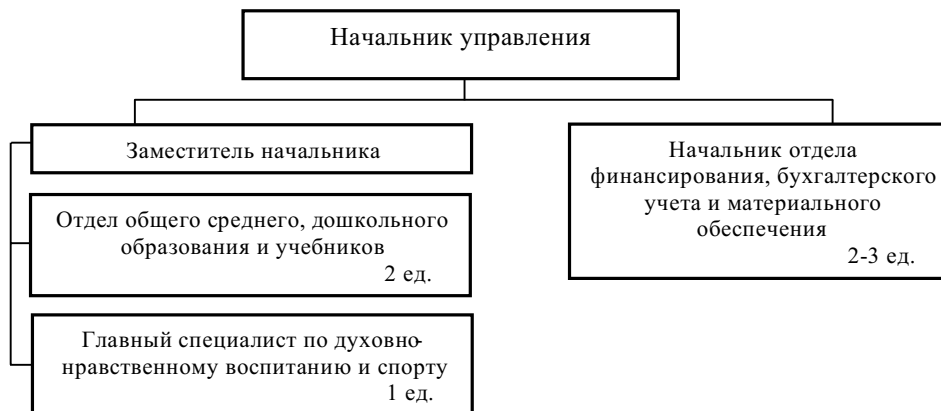 Начальник управления
Заместитель начальника
Начальник отдела
финансирования, бухгалтерского
учета и материального
обеспечения
2-3 ед.
Отдел общего среднего, дошкольного
образования и учебников
2 ед.
Главный специалист по духовно-
нравственному воспитанию и спорту
1 ед.